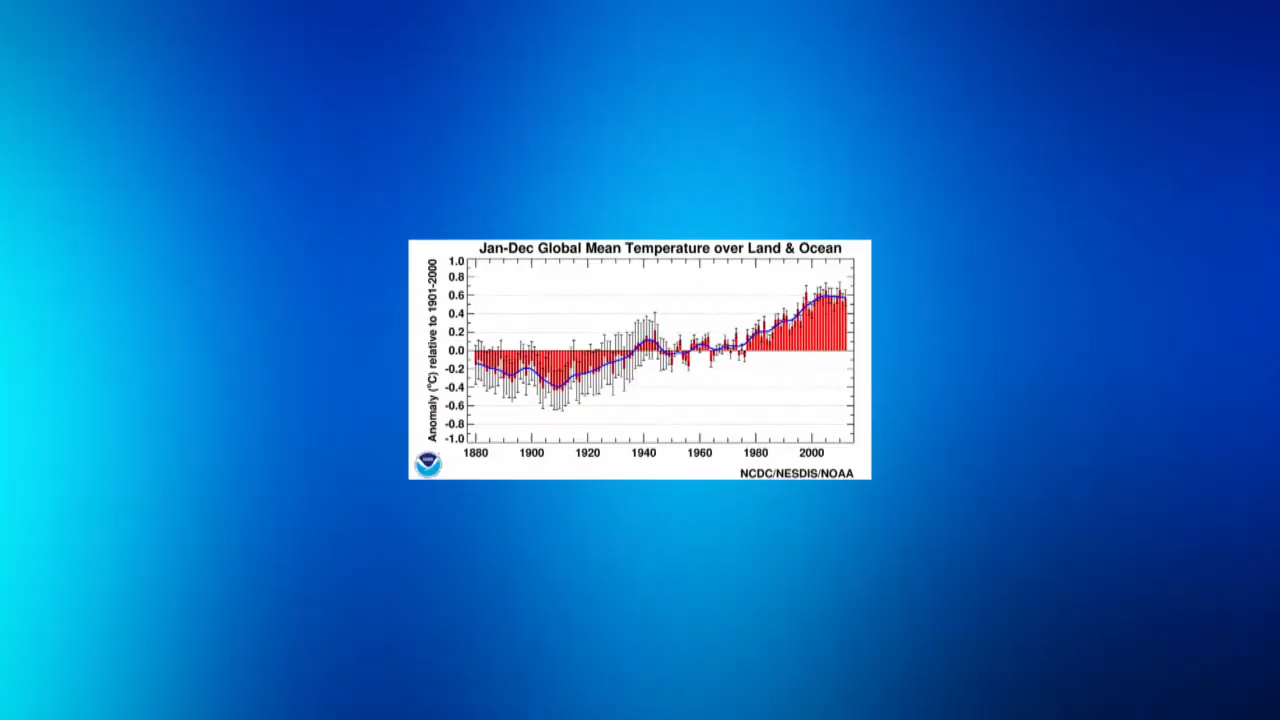 Jan-Dec Global Mean Temperature over Land & Ocean
Anomaly (°C) relative to 1901-2000
1.0
0.8
0.6
0.4
0.2
0.0
-0.2
-0.4
-0.6
-0.8
-1.0
1880 1900 1920 1940 1960 1980 2000
NCDC/NESDIS/NOAA